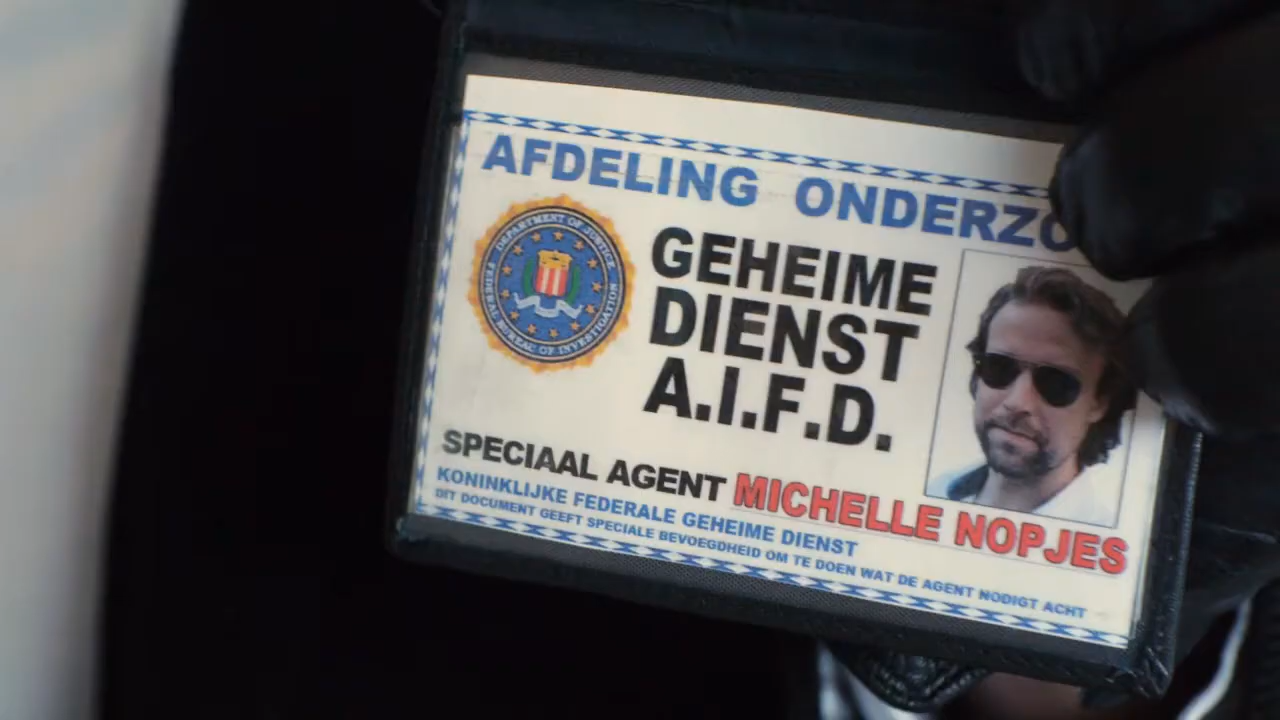 AFDELING ONDERZO
DEPARTMENT OF JUSTICE
FEDERAL BUREAU OF INVESTIGATION
GEHEIME
DIENST
A.I.F.D.
SPECIAAL AGENT MICHELLE NOPJES
KONINKLIJKE FEDERALE GEHEIME DIENST
DIT DOCUMENT GEEFT SPECIALE BEVOEGDHEID OM TE DOEN WAT DE AGENT NODIGT ACHT